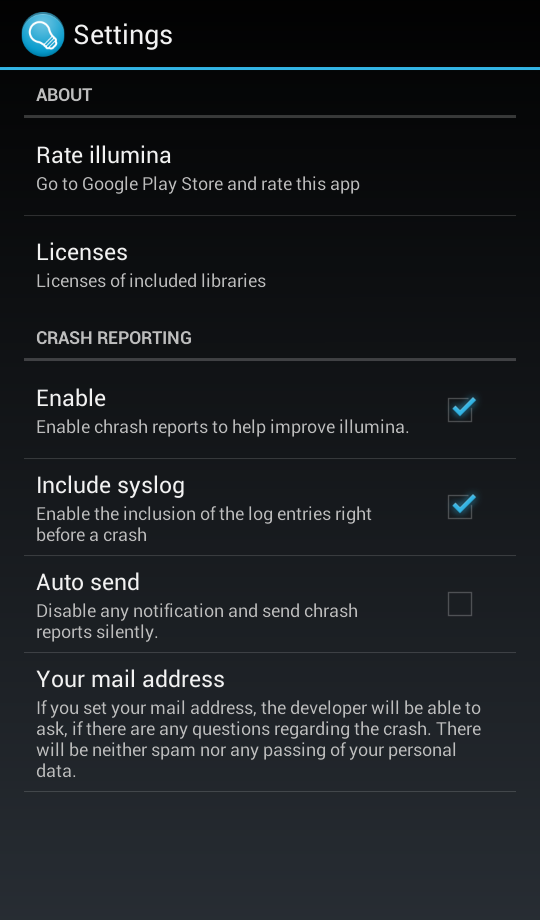 Settings
ABOUT
Rate illumina
Go to Google Play Store and rate this app
Licenses
Licenses of included libraries
CRASH REPORTING
Enable
Enable chrash reports to help improve illumina.
Include syslog
Enable the inclusion of the log entries right
before a crash
Auto send
Disable any notification and send chrash
reports silently.
Your mail address
If you set your mail address, the developer will be able to
ask, if there are any questions regarding the crash. There
will be neither spam nor any passing of your personal
data.